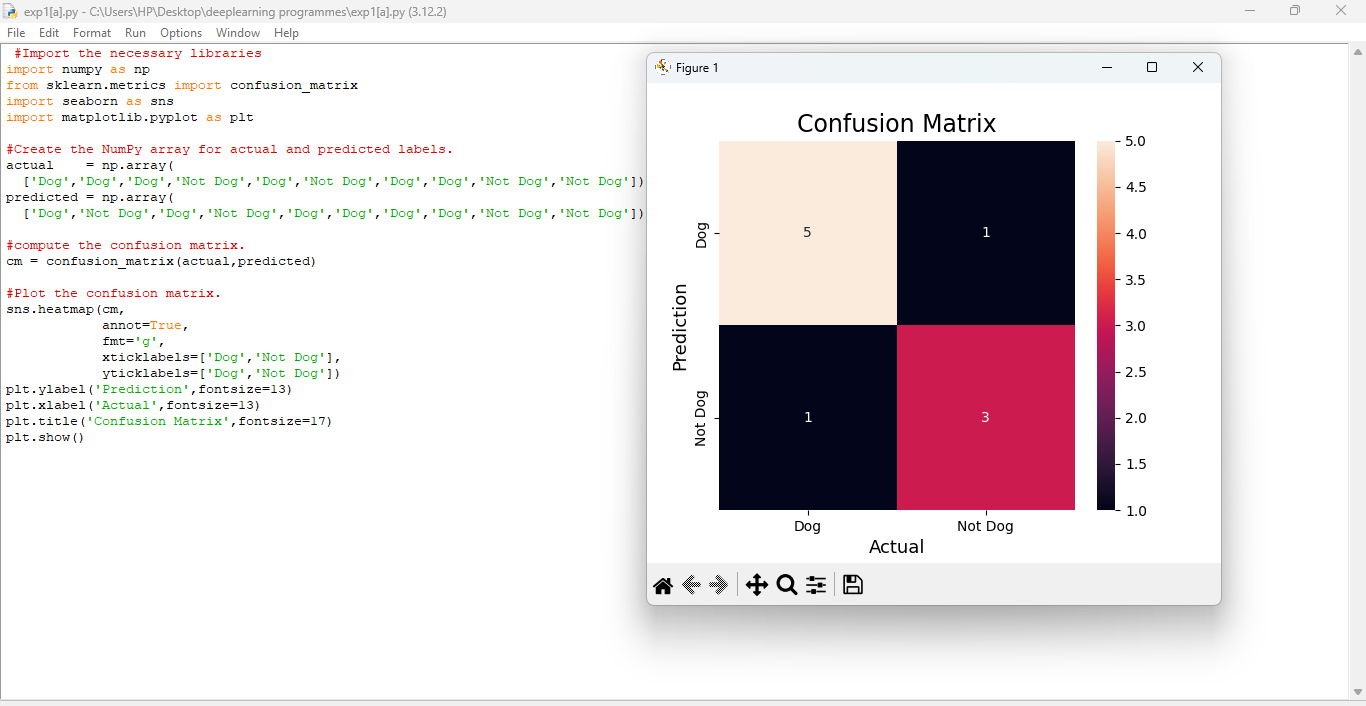 exp1[a].py - C:\Users\HP\Desktop\deeplearning programmes\exp1[a].py (3.12.2)
File Edit Format Run Options Window Help
#Import the necessary libraries
import numpy as np
from sklearn.metrics import confusion_matrix
import seaborn as sns
import matplotlib.pyplot as plt
#Create the NumPy array for actual and predicted labels.
actual    = np.array(
  ['Dog','Dog','Dog','Not Dog','Dog','Not Dog','Dog','Dog','Not Dog','Not Dog'])
predicted = np.array(
  ['Dog','Not Dog','Dog','Not Dog','Dog','Dog','Dog','Dog','Not Dog','Not Dog'])
#compute the confusion matrix.
cm = confusion_matrix(actual,predicted)
#Plot the confusion matrix.
sns.heatmap(cm,
            annot=True,
            fmt='g',
            xticklabels=['Dog','Not Dog'],
            yticklabels=['Dog','Not Dog'])
plt.ylabel('Prediction',fontsize=13)
plt.xlabel('Actual',fontsize=13)
plt.title('Confusion Matrix',fontsize=17)
plt.show()
Figure 1
Confusion Matrix
Prediction
Dog
Not Dog
5 1
1 3
Dog Not Dog
Actual
5.0
4.5
4.0
3.5
3.0
2.5
2.0
1.5
1.0